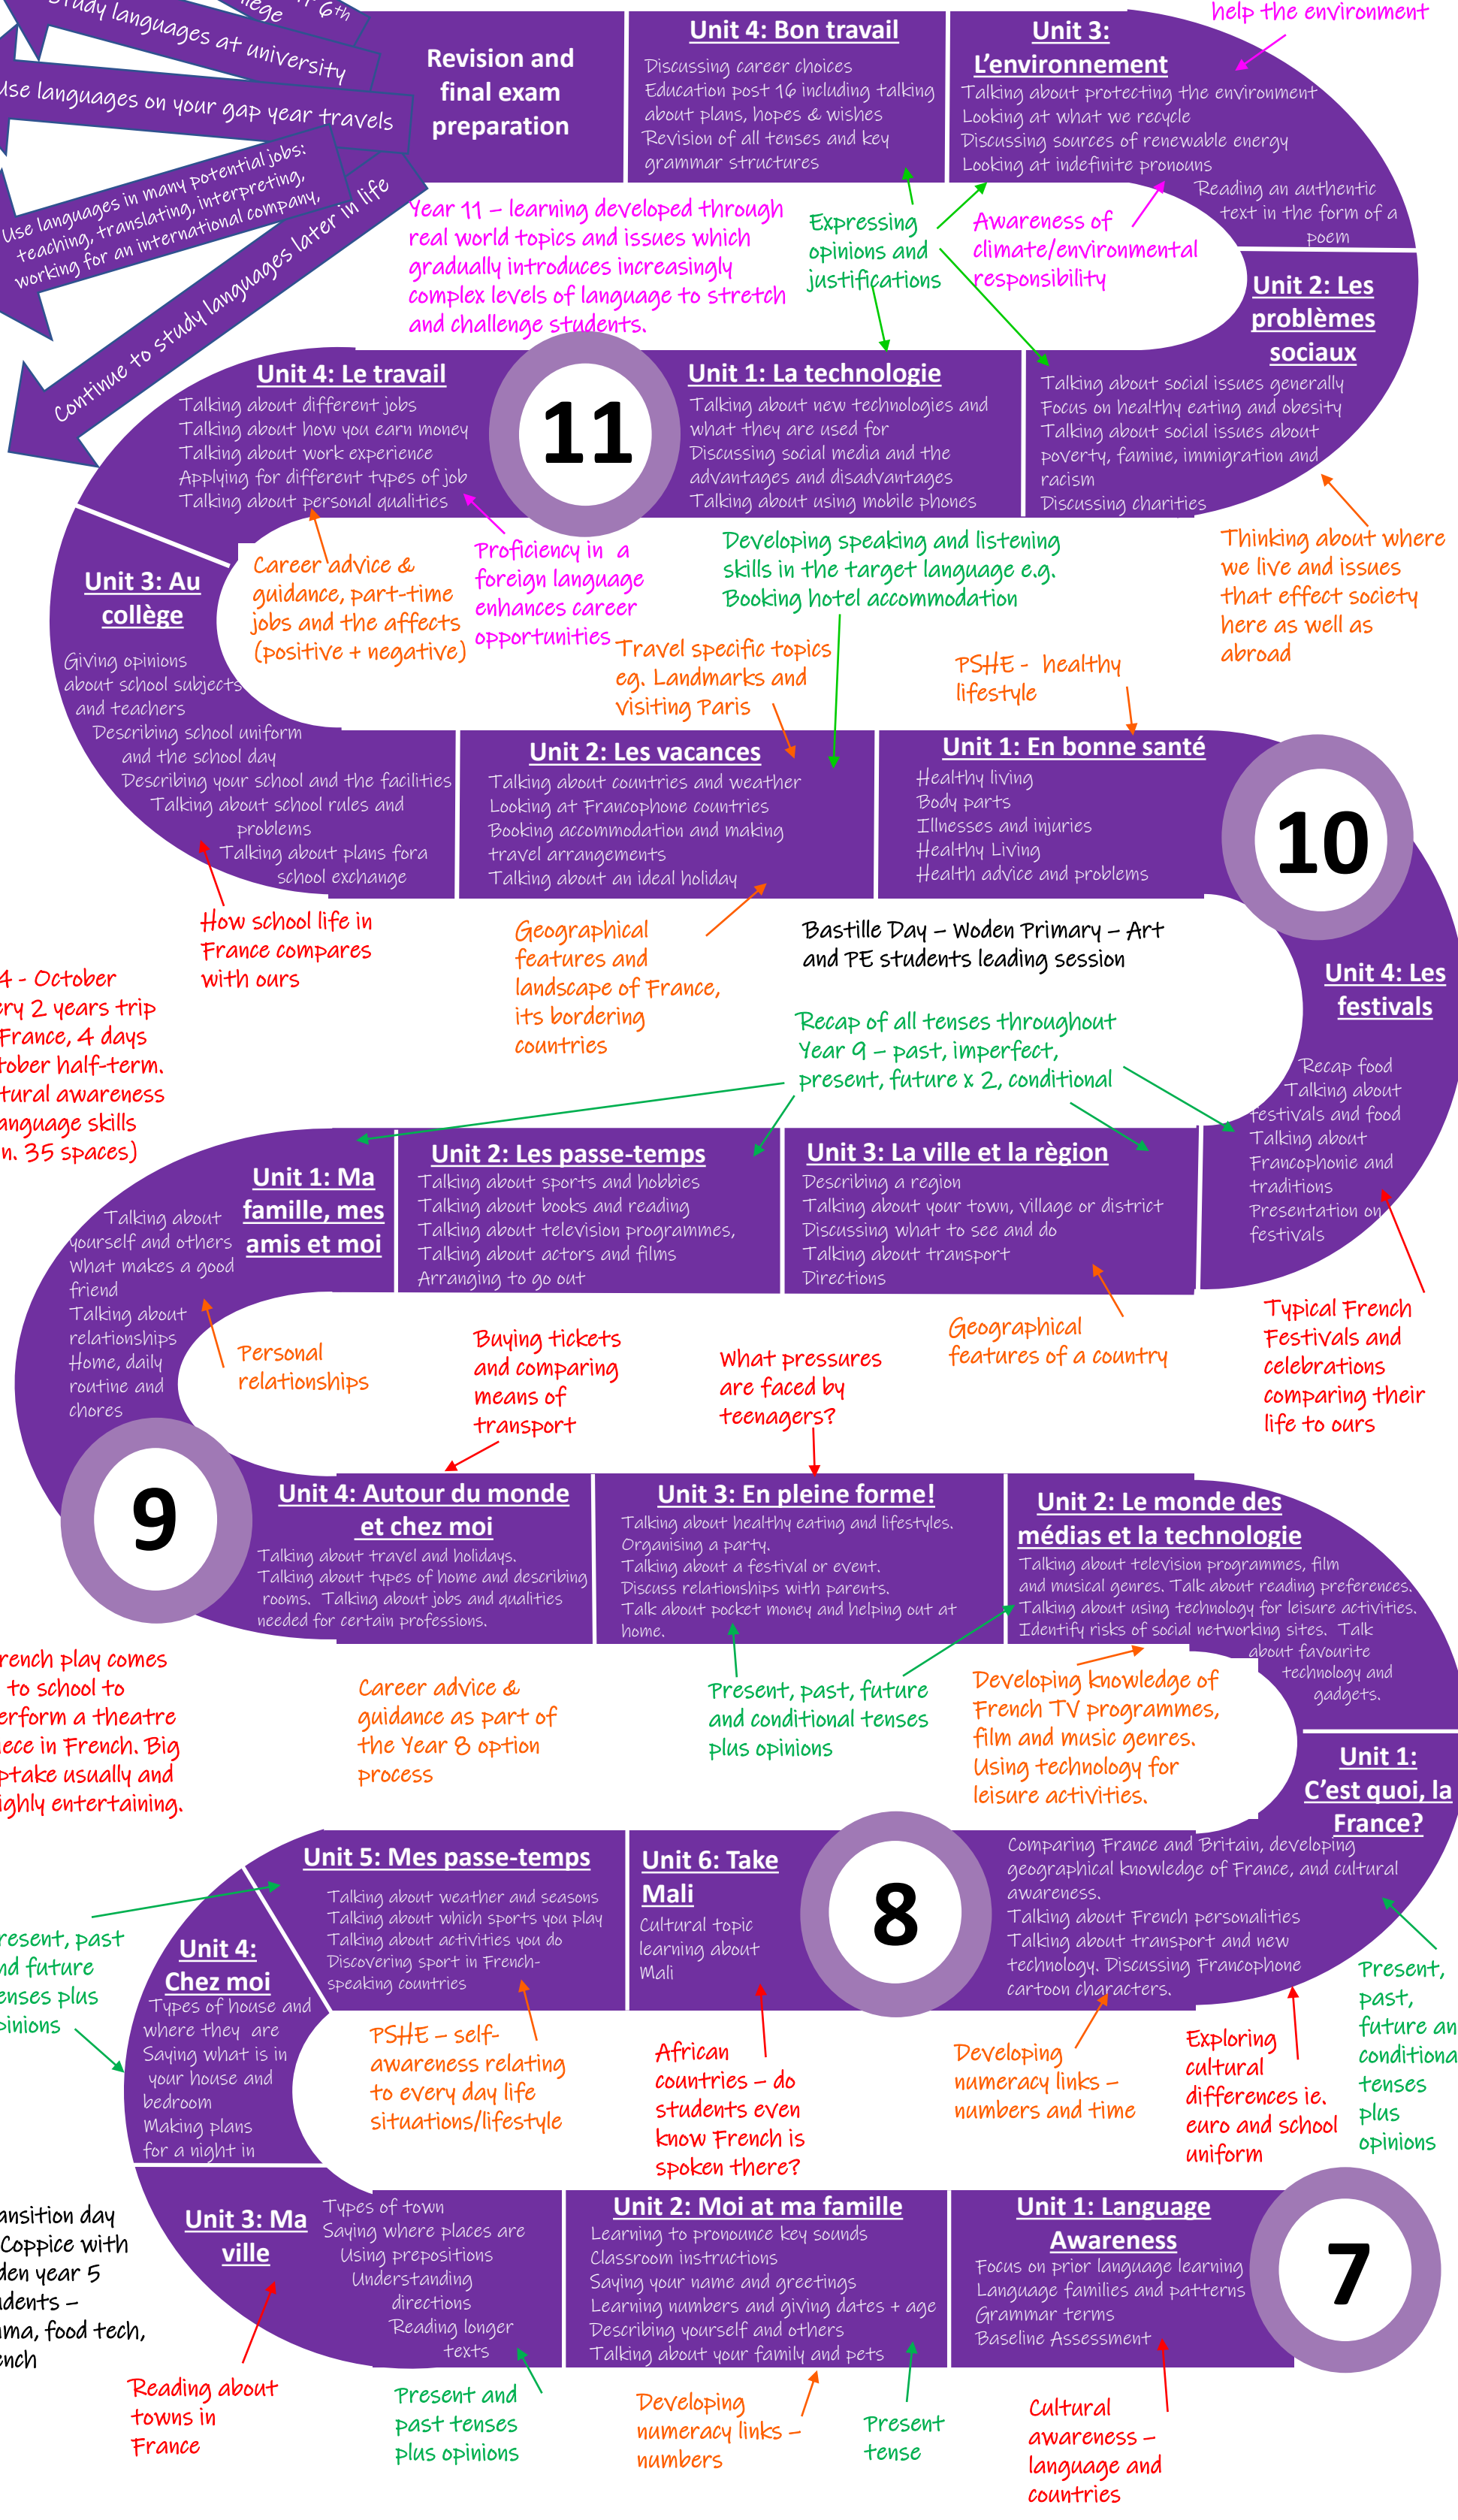 6th
Study languages at university
languages on your gap year travels
Use languages in many potential jobs:
teaching, translating, interpreting,
working for an international company,
Continue to study languages later in life
Revision and
final exam
preparation
Unit 4: Bon travail
Discussing career choices
Education post 16 including talking
about plans, hopes & wishes
Revision of all tenses and key
grammar structures
Unit 3:
L’environnement
Talking about protecting the environment
Looking at what we recycle
Discussing sources of renewable energy
Looking at indefinite pronouns
Reading an authentic
text in the form of a
poem
help the environment
Year 11 – learning developed through
real world topics and issues which
gradually introduces increasingly
complex levels of language to stretch
and challenge students.
Expressing
opinions and
justifications
Awareness of
climate/environmental
responsibility
Unit 2: Les
problèmes
sociaux
Talking about social issues generally
Focus on healthy eating and obesity
Talking about social issues about
poverty, famine, immigration and
racism
Discussing charities
Unit 1: La technologie
Talking about new technologies and
what they are used for
Discussing social media and the
advantages and disadvantages
Talking about using mobile phones
11
Unit 4: Le travail
Talking about different jobs
Talking about how you earn money
Talking about work experience
Applying for different types of job
Talking about personal qualities
Career advice &
guidance, part-time
jobs and the affects
(positive + negative)
Proficiency in a
foreign language
enhances career
opportunities
Developing speaking and listening
skills in the target language e.g.
Booking hotel accommodation
Thinking about where
we live and issues
that effect society
here as well as
abroad
Travel specific topics
eg. Landmarks and
visiting Paris
PSHE - healthy
lifestyle
Unit 3: Au
collège
Giving opinions
about school subjects
and teachers
Describing school uniform
and the school day
Describing your school and the facilities
Talking about school rules and
problems
Talking about plans fora
school exchange
Unit 2: Les vacances
Talking about countries and weather
Looking at Francophone countries
Booking accommodation and making
travel arrangements
Talking about an ideal holiday
Unit 1: En bonne santé
Healthy living
Body parts
Illnesses and injuries
Healthy Living
Health advice and problems
10
How school life in
France compares
with ours
Geographical
features and
landscape of France,
its bordering
countries
Bastille Day – Woden Primary – Art
and PE students leading session
4 - October
2 years trip
France, 4 days
half-term.
awareness
skills
35 spaces)
Recap of all tenses throughout
Year 9 – past, imperfect,
present, future x 2, conditional
Unit 4: Les
festivals
Recap food
Talking about
festivals and food
Talking about
Francophonie and
traditions
Presentation on
festivals
Unit 1: Ma
famille, mes
amis et moi
Talking about
yourself and others
What makes a good
friend
Talking about
relationships
Home, daily
routine and
chores
Unit 2: Les passe-temps
Talking about sports and hobbies
Talking about books and reading
Talking about television programmes,
Talking about actors and films
Arranging to go out
Unit 3: La ville et la règion
Describing a region
Talking about your town, village or district
Discussing what to see and do
Talking about transport
Directions
Personal
relationships
Buying tickets
and comparing
means of
transport
What pressures
are faced by
teenagers?
Geographical
features of a country
Typical French
Festivals and
celebrations
comparing their
life to ours
9
Unit 4: Autour du monde
et chez moi
Talking about travel and holidays.
Talking about types of home and describing
rooms. Talking about jobs and qualities
needed for certain professions.
Unit 3: En pleine forme!
Talking about healthy eating and lifestyles.
Organising a party.
Talking about a festival or event.
Discuss relationships with parents.
Talk about pocket money and helping out at
home.
Unit 2: Le monde des
médias et la technologie
Talking about television programmes, film
and musical genres. Talk about reading preferences.
Talking about using technology for leisure activities.
Identify risks of social networking sites. Talk
about favourite
technology and
gadgets.
play comes
to school to
a theatre
in French. Big
usually and
entertaining.
Career advice &
guidance as part of
the Year 8 option
process
Present, past, future
and conditional tenses
plus opinions
Developing knowledge of
French TV programmes,
film and music genres.
Using technology for
leisure activities.
Unit 1:
C’est quoi, la
France?
Comparing France and Britain, developing
geographical knowledge of France, and cultural
awareness.
Talking about French personalities
Talking about transport and new
technology. Discussing Francophone
cartoon characters.
8
Unit 6: Take
Mali
Cultural topic
learning about
Mali
Unit 5: Mes passe-temps
Talking about weather and seasons
Talking about which sports you play
Talking about activities you do
Discovering sport in French-
speaking countries
past
future
plus
Unit 4:
Chez moi
Types of house and
where they are
Saying what is in
your house and
bedroom
Making plans
for a night in
PSHE – self-
awareness relating
to every day life
situations/lifestyle
African
countries – do
students even
know French is
spoken there?
Developing
numeracy links –
numbers and time
Exploring
cultural
differences ie.
euro and school
uniform
Present,
past,
future
tenses
plus
opinions
day
Coppice with
year 5
food tech,
Unit 3: Ma
ville
Types of town
Saying where places are
Using prepositions
Understanding
directions
Reading longer
texts
Unit 2: Moi at ma famille
Learning to pronounce key sounds
Classroom instructions
Saying your name and greetings
Learning numbers and giving dates + age
Describing yourself and others
Talking about your family and pets
Unit 1: Language
Awareness
Focus on prior language learning
Language families and patterns
Grammar terms
Baseline Assessment
7
Reading about
towns in
France
Present and
past tenses
plus opinions
Developing
numeracy links –
numbers
Present
tense
Cultural
awareness –
language and
countries